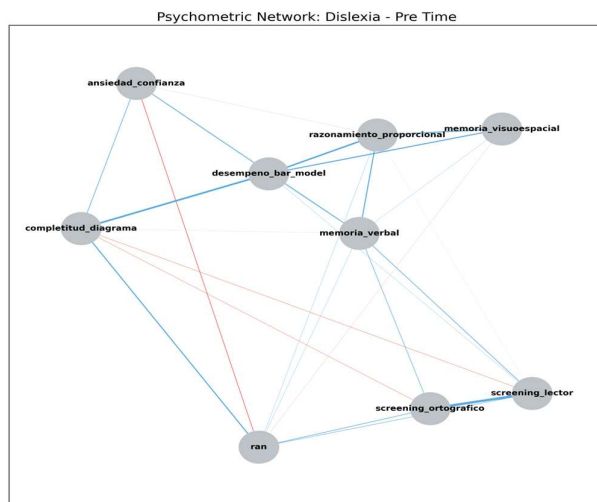 Psychometric Network: Dislexia - Pre Time
ansiedad_confianza
memoria_visuoespacial
razonamiento_proporcional
desempeno_bar_model
completitud_diagrama
memoria_verbal
screening_lector
screening_ortografico
ran